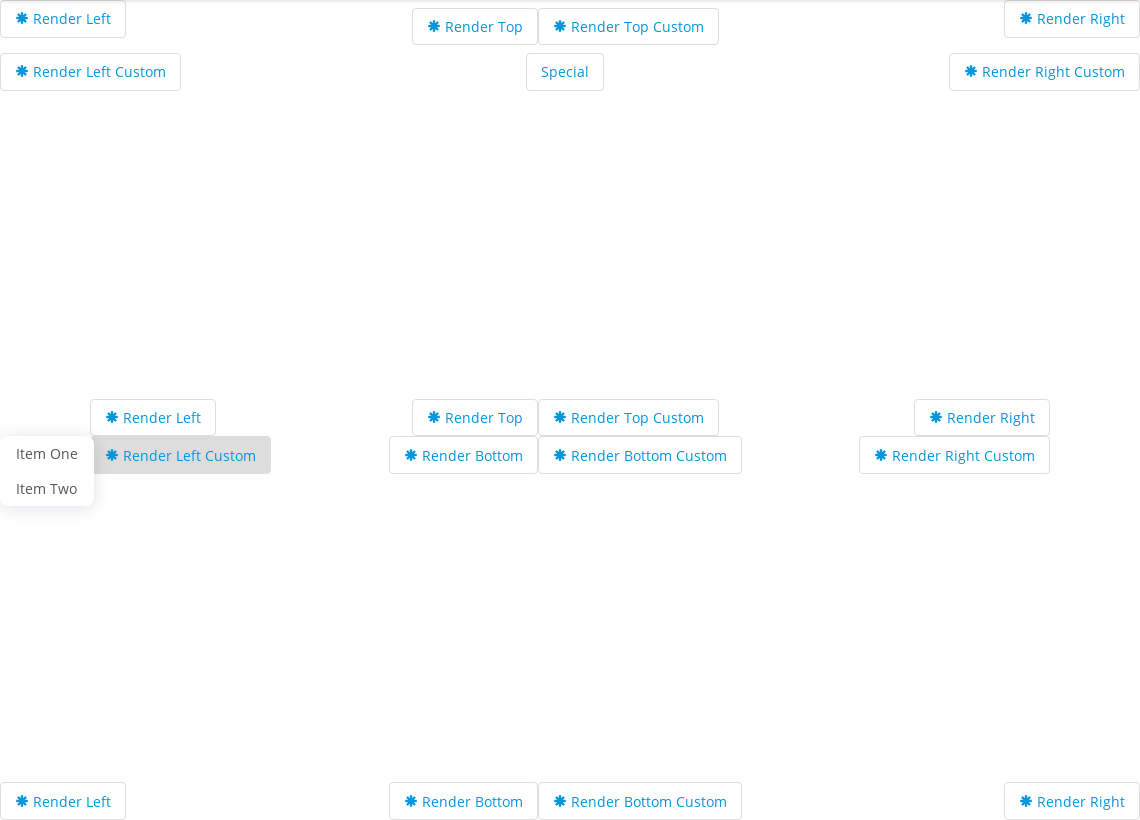 Render Left
Render Top
Render Top Custom
Render Right
Render Left Custom
Special
Render Right Custom
Render Left
Render Top
Render Top Custom
Render Right
Item One
Render Left Custom
Render Bottom
Render Bottom Custom
Render Right Custom
Item Two
Render Left
Render Bottom
Render Bottom Custom
Render Right